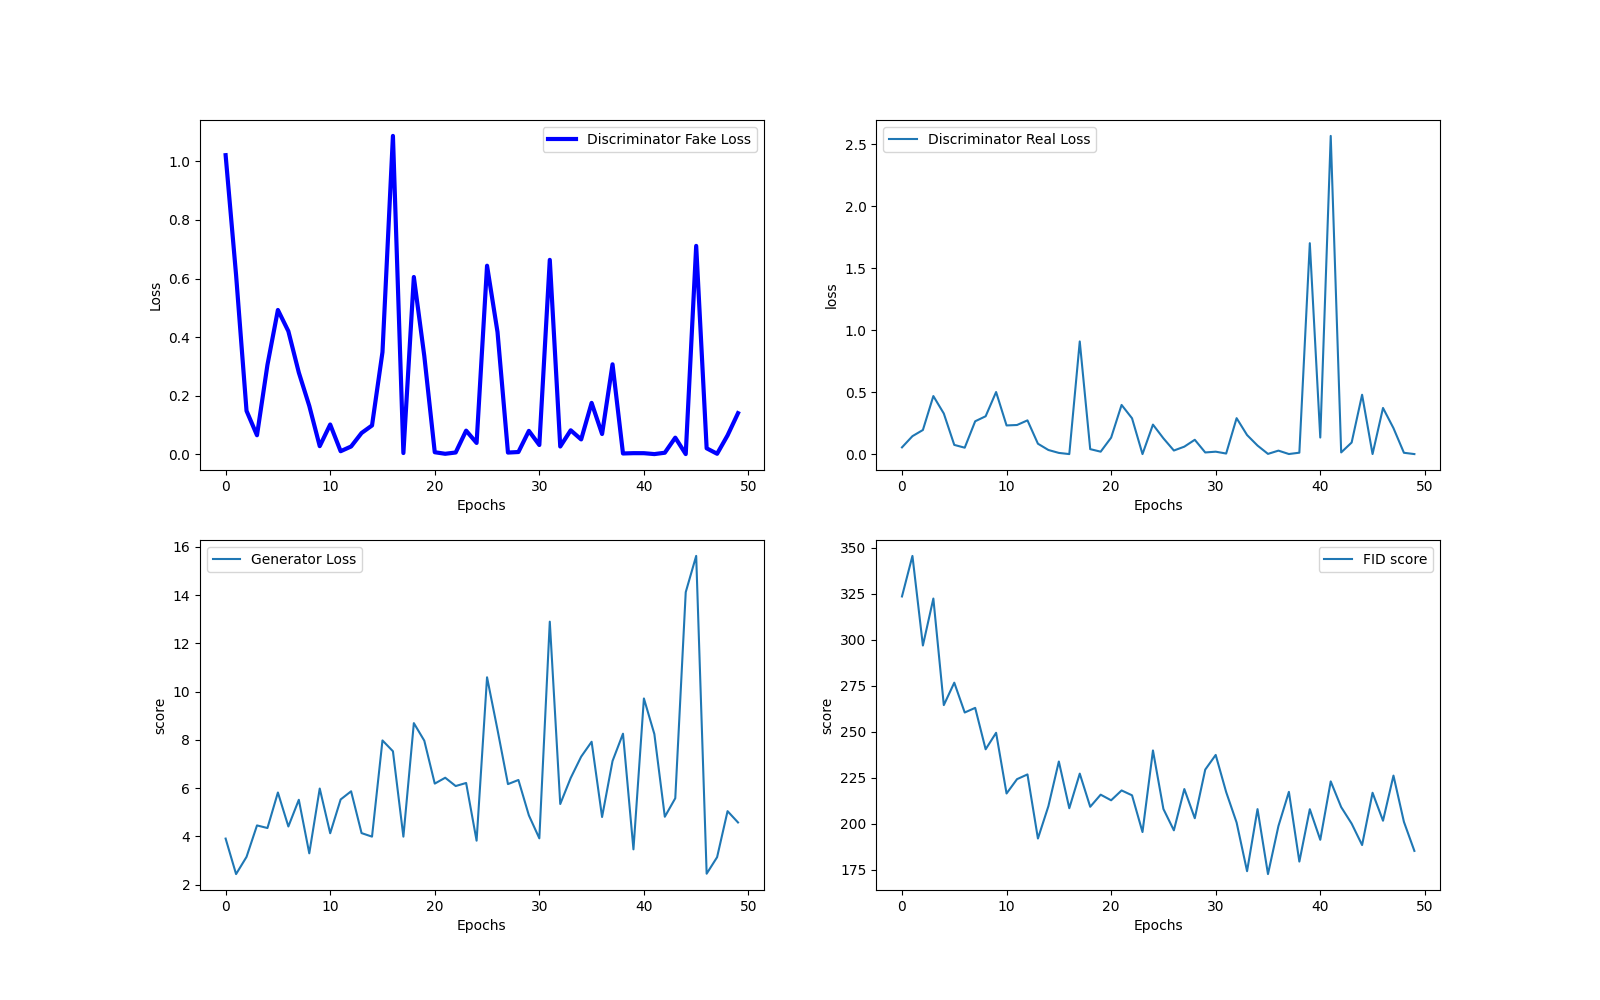 Discriminator Fake Loss
1.0
0.8
0.6
0.4
0.2
0.0
Loss
0 10 20 30 40 50
Epochs
Discriminator Real Loss
2.5
2.0
1.5
1.0
0.5
0.0
loss
0 10 20 30 40 50
Epochs
Generator Loss
16
14
12
10
8
6
4
2
score
0 10 20 30 40 50
Epochs
FID score
350
325
300
275
250
225
200
175
score
0 10 20 30 40 50
Epochs